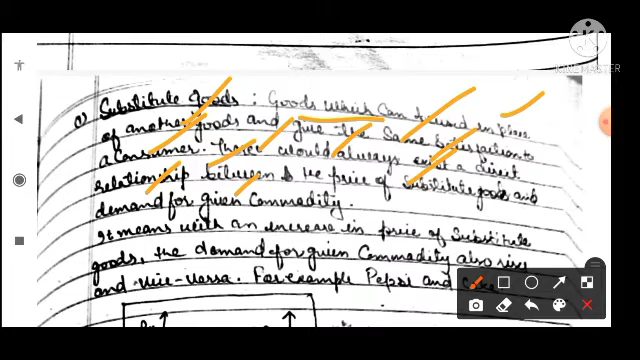 KINEMASTER
a) Substitute Goods : Goods which can be used in place
of another goods and give the same satisfaction to
a consumer. There would always exist a direct
relationship between the price of substitute goods and
demand for given commodity.
It means with an increase in price of substitute
goods, the demand for given commodity also rises
and vice-versa. For example Pepsi and Coke